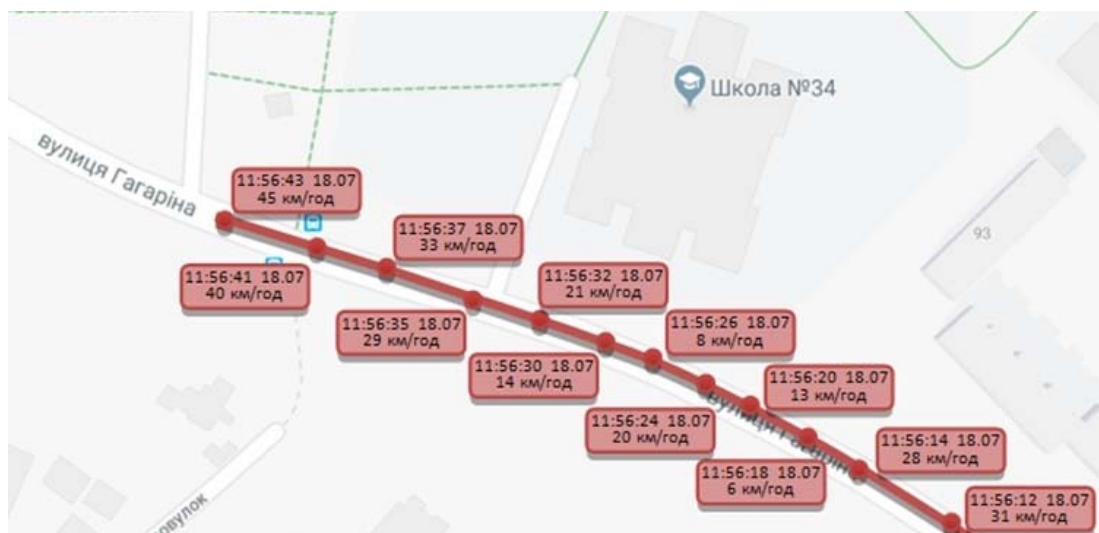 Школа №34
вулиця Гагаріна
11:56:43 18.07
45 км/год
11:56:37 18.07
33 км/год
93
11:56:41 18.07
40 км/год
11:56:32 18.07
21 км/год
11:56:35 18.07
29 км/год
11:56:26 18.07
8 км/год
11:56:30 18.07
14 км/год
11:56:20 18.07
13 км/год
11:56:24 18.07
20 км/год
вулиця Гагаріна
11:56:14 18.07
28 км/год
11:56:18 18.07
6 км/год
11:56:12 18.07
31 км/год
овулок